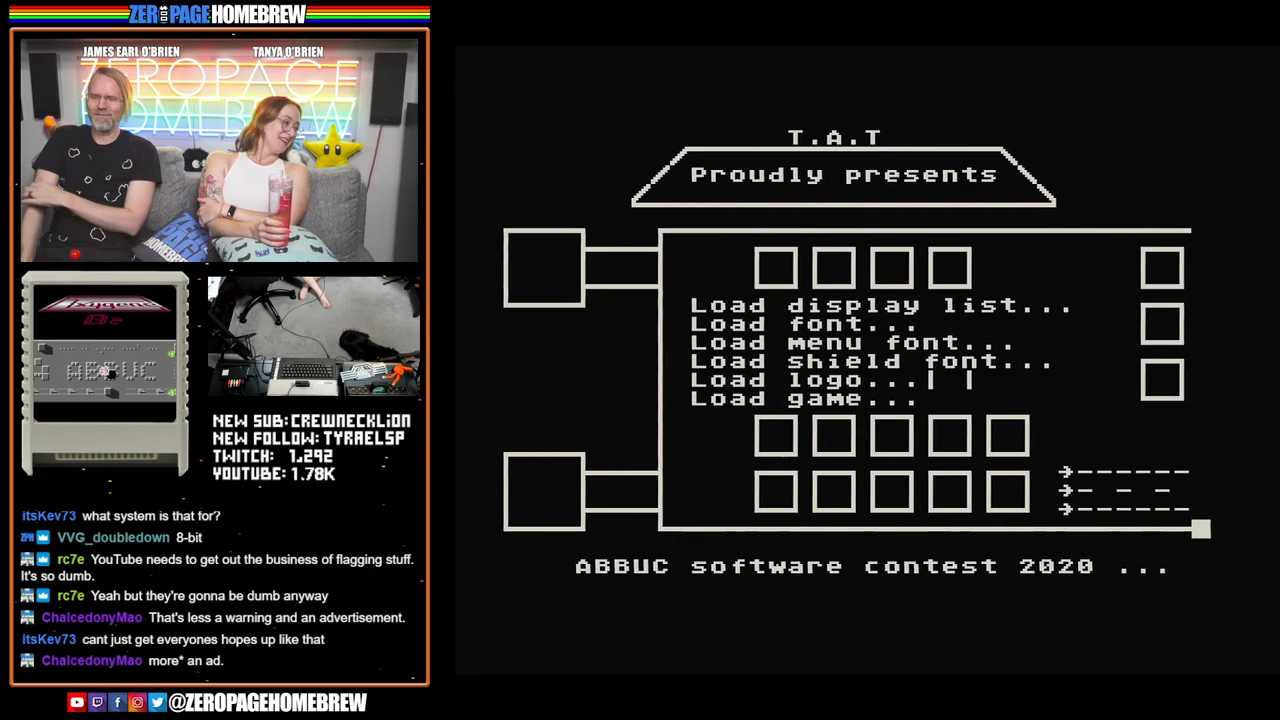 ZEROPAGE HOMEBREW
JAMES EARL O'BRIEN
TANYA O'BRIEN
ZEROPAGE
HOMEBREW
ABBUC
NEW SUB: CREWNECKLION
NEW FOLLOW: TYRAELSP
TWITCH: 1,292
YOUTUBE: 1.78K
itsKev73 what system is that for?
VVG_doubledown 8-bit
rc7e YouTube needs to get out the business of flagging stuff.
It's so dumb.
rc7e Yeah but they're gonna be dumb anyway
ChalcedonyMao That's less a warning and an advertisement.
itsKev73 cant just get everyones hopes up like that
ChalcedonyMao more* an ad.
@ZEROPAGEHOMEBREW
T.A.T
Proudly presents
Load display list...
Load font...
Load menu font...
Load shield font...
Load logo...
Load game...
ABBUC software contest 2020 ...